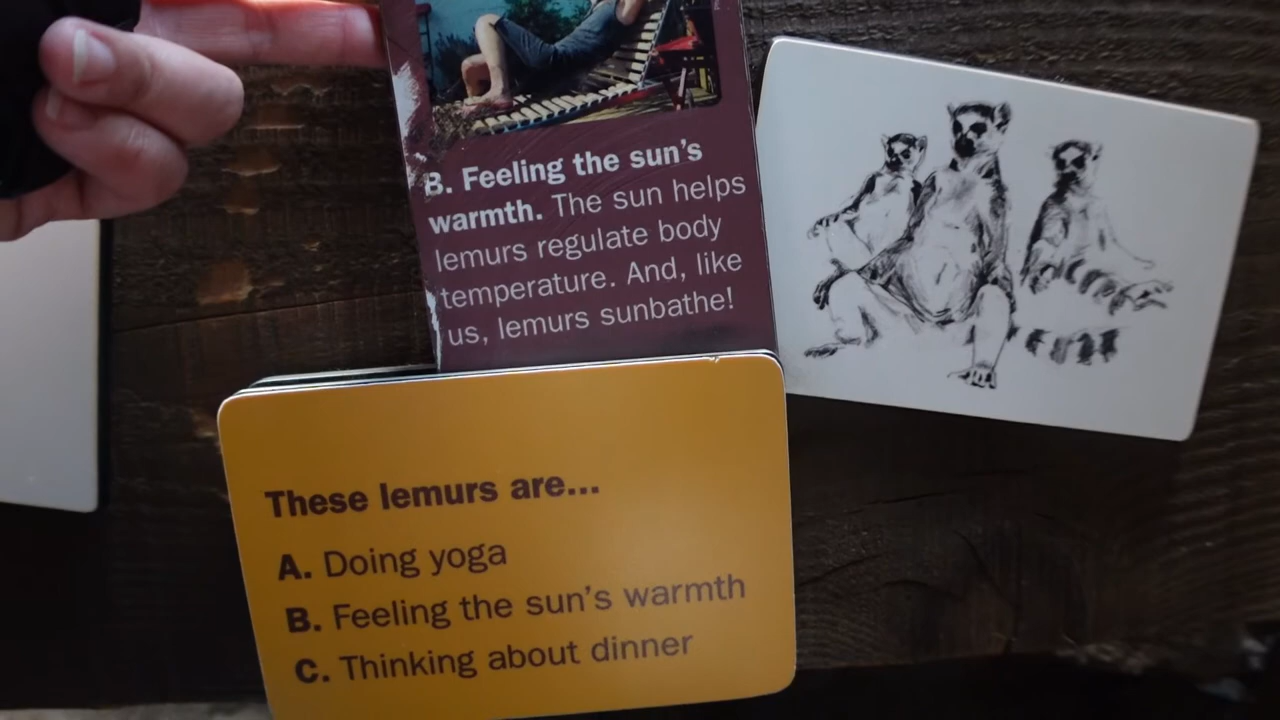 B. Feeling the sun's
warmth. The sun helps
lemurs regulate body
temperature. And, like
us, lemurs sunbathe!
These lemurs are...
A. Doing yoga
B. Feeling the sun's warmth
C. Thinking about dinner